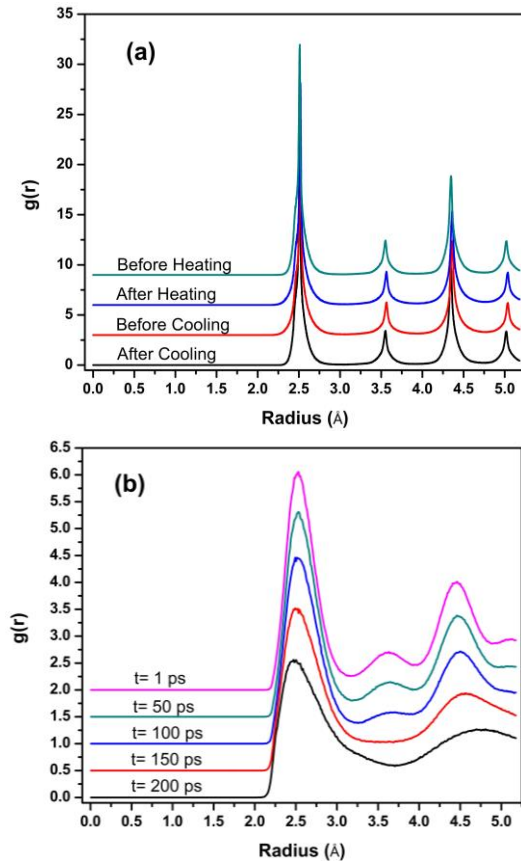 (a)
35
30
25
20
15
10
5
0
g(r)
Before Heating
After Heating
Before Cooling
After Cooling
0.0 0.5 1.0 1.5 2.0 2.5 3.0 3.5 4.0 4.5 5.0
Radius (Å)
(b)
6.5
6.0
5.5
5.0
4.5
4.0
3.5
3.0
2.5
2.0
1.5
1.0
0.5
0.0
g(r)
t= 1 ps
t= 50 ps
t= 100 ps
t= 150 ps
t= 200 ps
0.0 0.5 1.0 1.5 2.0 2.5 3.0 3.5 4.0 4.5 5.0
Radius (Å)